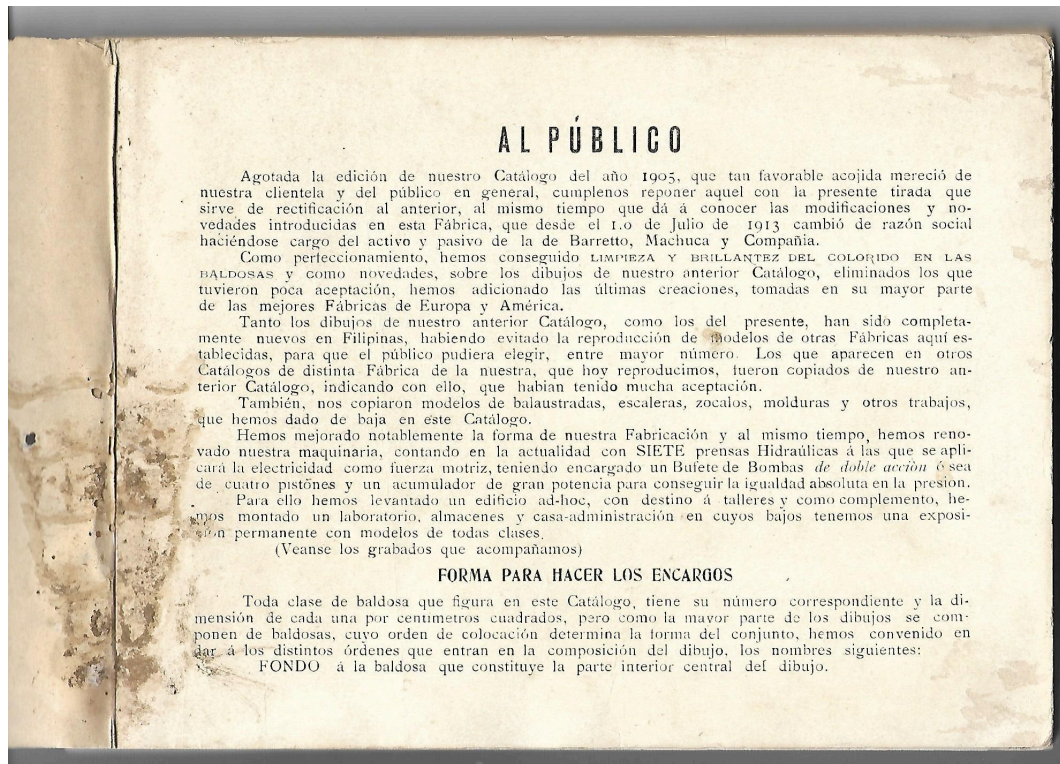 AL PÚBLICO
Agotada la edición de nuestro Catálogo del año 1905, que tan favorable acojida mereció de
nuestra clientela y del público en general, cumplenos reponer aquel con la presente tirada que
sirve de rectificación al anterior, al mismo tiempo que dá á conocer las modificaciones y no-
vedades introducidas en esta Fábrica, que desde el 1.o de Julio de 1913 cambió de razón social
haciéndose cargo del activo y pasivo de la de Barretto, Machuca y Compañia.
Como perfeccionamiento, hemos conseguido LIMPIEZA Y BRILLANTEZ DEL COLORIDO EN LAS
BALDOSAS y como novedades, sobre los dibujos de nuestro anterior Catálogo, eliminados los que
tuvieron poca aceptación, hemos adicionado las últimas creaciones, tomadas en su mayor parte
de las mejores Fábricas de Europa y América.
Tanto los dibujos de nuestro anterior Catálogo, como los del presente, han sido completa-
mente nuevos en Filipinas, habiendo evitado la reproducción de modelos de otras Fábricas aquí es-
tablecidas, para que el público pudiera elegir, entre mayor número. Los que aparecen en otros
Catálogos de distinta Fábrica de la nuestra, que hoy reproducimos, fueron copiados de nuestro an-
terior Catálogo, indicando con ello, que habian tenido mucha aceptación.
También, nos copiaron modelos de balaustradas, escaleras, zocalos, molduras y otros trabajos,
que hemos dado de baja en este Catálogo.
Hemos mejorado notablemente la forma de nuestra Fabricación y al mismo tiempo, hemos reno-
vado nuestra maquinaria, contando en la actualidad con SIETE prensas Hidraúlicas á las que se apli-
cará la electricidad como fuerza motriz, teniendo encargado un Bufete de Bombas de doble acción ó sea
de cuatro pistónes y un acumulador de gran potencia para conseguir la igualdad absoluta en la presión.
Para ello hemos levantado un edificio ad-hoc, con destino á talleres y como complemento, he-
mos montado un laboratorio, almacenes y casa-administración en cuyos bajos tenemos una exposi-
ción permanente con modelos de todas clases.
(Veanse los grabados que acompañamos)
FORMA PARA HACER LOS ENCARGOS
Toda clase de baldosa que figura en este Catálogo, tiene su número correspondiente y la di-
mensión de cada una por centimetros cuadrados, pero como la mayor parte de los dibujos se com-
ponen de baldosas, cuyo orden de colocación determina la forma del conjunto, hemos convenido en
dar á los distintos órdenes que entran en la composición del dibujo, los nombres siguientes:
FONDO á la baldosa que constituye la parte interior central del dibujo.